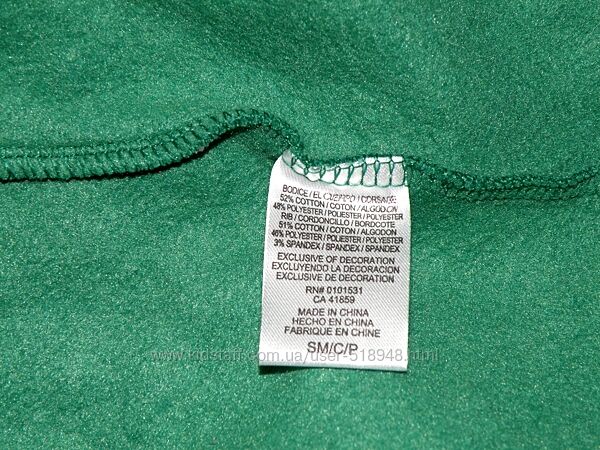 BODICE / EL CUERPO / CORSAGE
52% COTTON / COTON / ALGODON
48% POLYESTER / POLIESTER / POLYESTER
RIB / CORDONCILLO / BORDCOTE
51% COTTON / COTON / ALGODON
46% POLYESTER / POLIESTER / POLYESTER
3% SPANDEX / SPANDEX / SPANDEX
EXCLUSIVE OF DECORATION
EXCLUYENDO LA DECORACION
EXCLUSIVE DE DECORATION
RN# 0101531
CA 41859
MADE IN CHINA
HECHO EN CHINA
FABRIQUE EN CHINE
www.kidstaff.com.ua/user-518948.html
SM/C/P